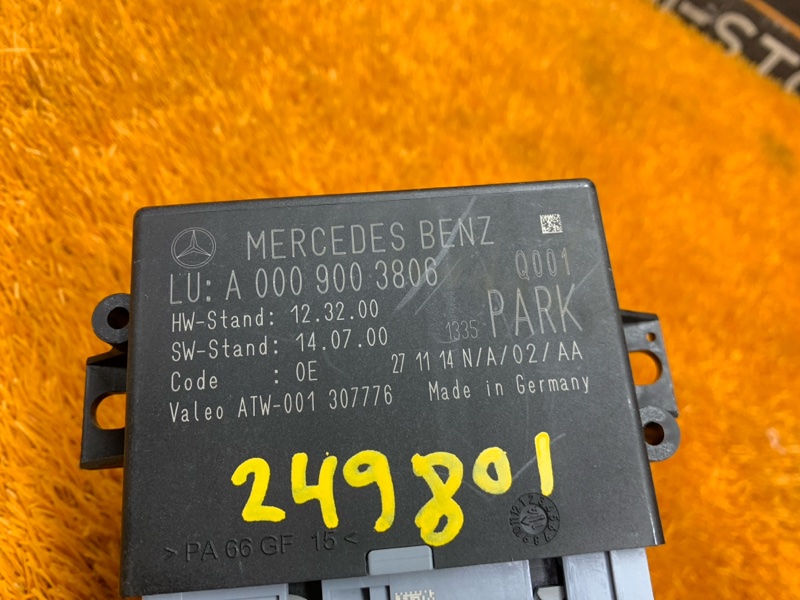 MERCEDES BENZ
LU: A 000 900 3806 Q001
HW-Stand: 12.32.00
1335 PARK
SW-Stand: 14.07.00
Code : 0E 27 11 14 N/A/02/AA
Valeo ATW-001 307776 Made in Germany
249801
>PA 66 GF 15<